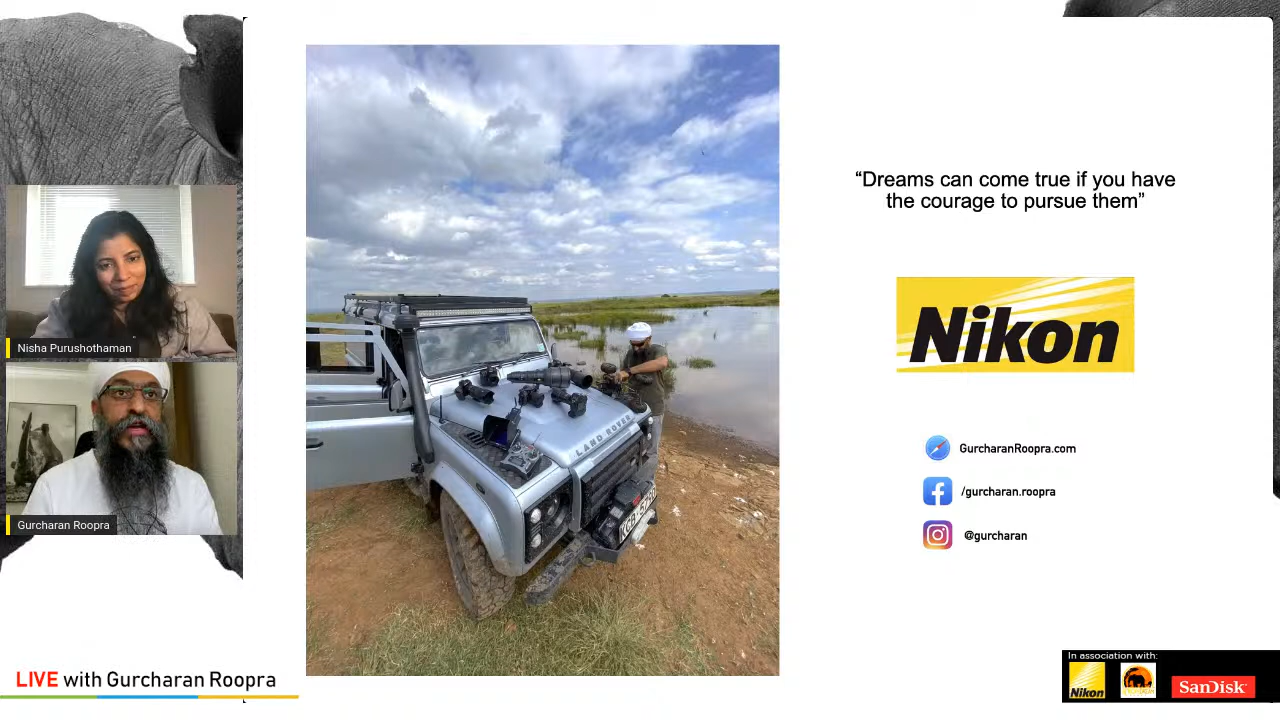 “Dreams can come true if you have
the courage to pursue them”
Nikon
GurcharanRoopra.com
/gurcharan.roopra
@gurcharan
Nisha Purushothaman
Gurcharan Roopra
LAND ROVER
LIVE with Gurcharan Roopra
In association with:
Nikon
SanDisk